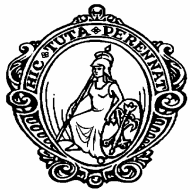 HIC · TUTA · PERENNAT